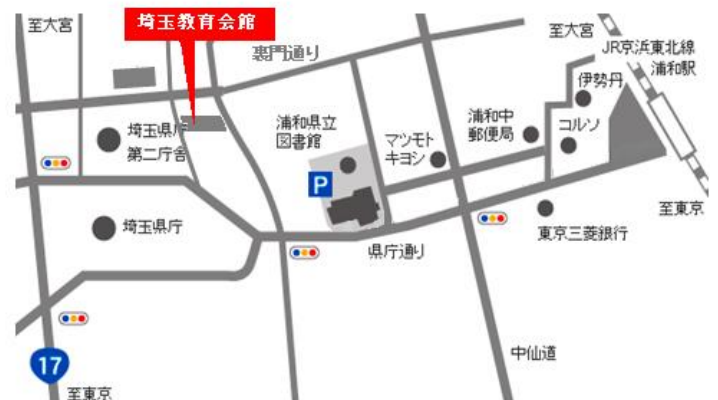 至大宮
埼玉教育会館
裏門通り
至大宮
JR京浜東北線
浦和駅
伊勢丹
コルソ
浦和中
郵便局
マツモト
キヨシ
浦和県立
図書館
P
埼玉県庁
第二庁舎
埼玉県庁
県庁通り
東京三菱銀行
至東京
中仙道
17
至東京